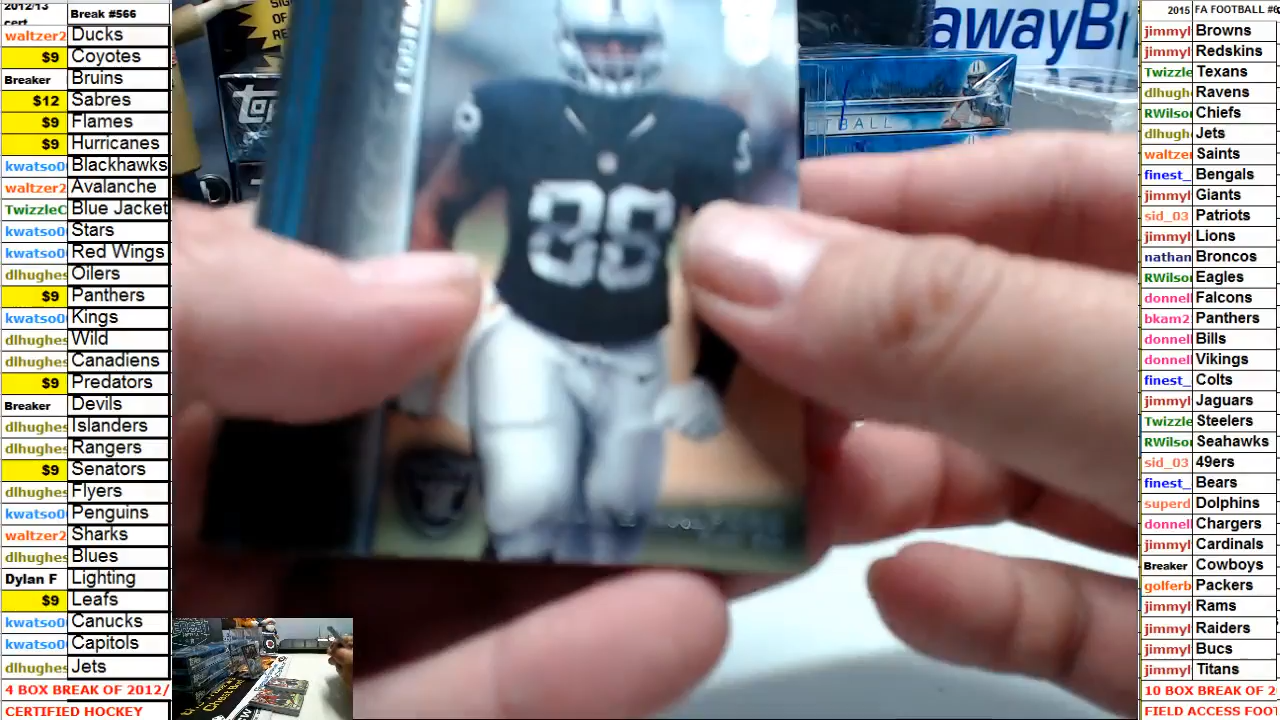 2012/13 Break #566
cert
waltzer2 Ducks
$9 Coyotes
Breaker Bruins
$12 Sabres
$9 Flames
$9 Hurricanes
kwatso0 Blackhawks
waltzer2 Avalanche
TwizzleC Blue Jacket
kwatso0 Stars
kwatso0 Red Wings
dlhughes Oilers
$9 Panthers
kwatso0 Kings
dlhughes Wild
dlhughes Canadiens
$9 Predators
Breaker Devils
dlhughes Islanders
dlhughes Rangers
$9 Senators
dlhughes Flyers
kwatso0 Penguins
waltzer2 Sharks
dlhughes Blues
Dylan F Lighting
$9 Leafs
kwatso0 Canucks
kwatso0 Capitols
dlhughes Jets
4 BOX BREAK OF 2012/
CERTIFIED HOCKEY
SIGN
OF
topps
awayBr
TBALL
88
2015 FA FOOTBALL #6
jimmyl Browns
jimmyl Redskins
Twizzle Texans
dlhugh Ravens
RWilso Chiefs
dlhugh Jets
waltzer Saints
finest_ Bengals
jimmyl Giants
sid_03 Patriots
jimmyl Lions
nathan Broncos
RWilso Eagles
donnel Falcons
bkam2 Panthers
donnel Bills
donnel Vikings
finest_ Colts
jimmyl Jaguars
Twizzle Steelers
RWilso Seahawks
sid_03 49ers
finest_ Bears
superd Dolphins
donnel Chargers
jimmyl Cardinals
Breaker Cowboys
golferb Packers
jimmyl Rams
jimmyl Raiders
jimmyl Bucs
jimmyl Titans
10 BOX BREAK OF 2
FIELD ACCESS FOOT